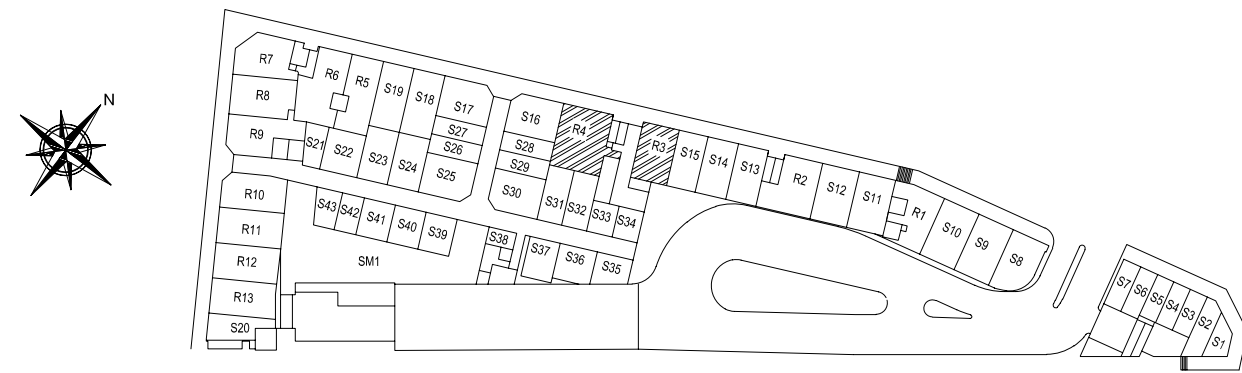 N
R7
R8
R9
R6
R5
S19
S18
S17
S27
S26
S25
S21
S22
S23
S24
S16
S28
S29
S30
R4
S31
S32
S33
S34
R3
S15
S14
S13
R2
S12
S11
R1
S10
S9
S8
R10
R11
R12
R13
S20
S43
S42
S41
S40
S39
SM1
S38
S37
S36
S35
S7
S6
S5
S4
S3
S2
S1